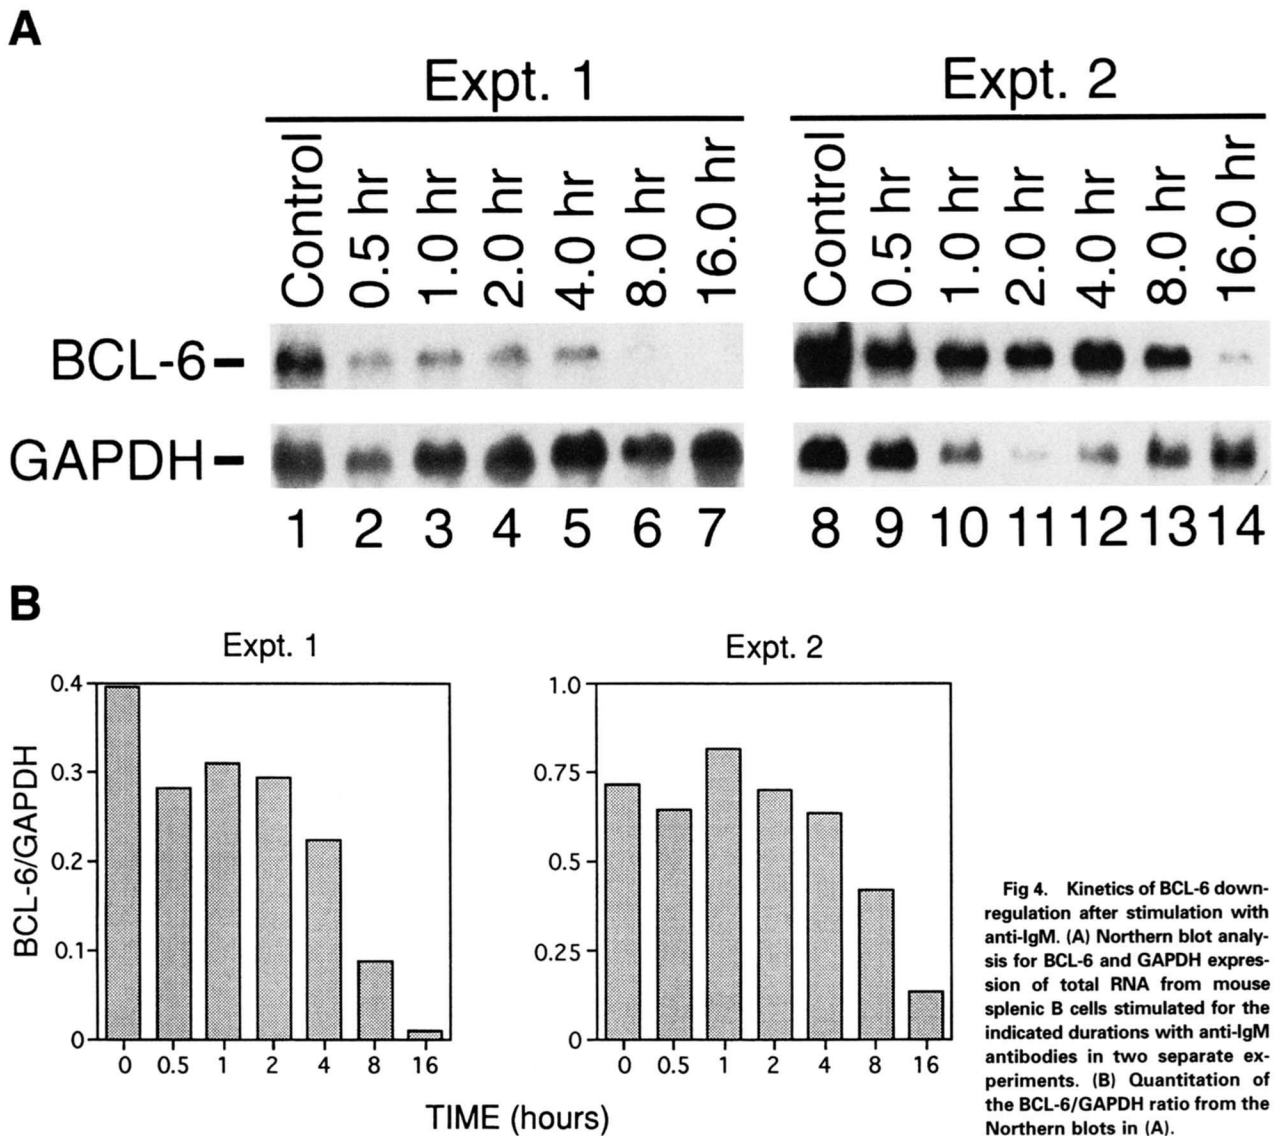 A
Expt. 1 Expt. 2
Control 0.5 hr 1.0 hr 2.0 hr 4.0 hr 8.0 hr 16.0 hr Control 0.5 hr 1.0 hr 2.0 hr 4.0 hr 8.0 hr 16.0 hr
BCL-6
GAPDH
1 2 3 4 5 6 7 8 9 10 11 12 13 14
B
Expt. 1 Expt. 2
BCL-6/GAPDH
0.4 1.0
0.3 0.75
0.2 0.5
0.1 0.25
0 0
0 0.5 1 2 4 8 16 0 0.5 1 2 4 8 16
TIME (hours)
Fig 4. Kinetics of BCL-6 down-
regulation after stimulation with
anti-IgM. (A) Northern blot analy-
sis for BCL-6 and GAPDH expres-
sion of total RNA from mouse
splenic B cells stimulated for the
indicated durations with anti-IgM
antibodies in two separate ex-
periments. (B) Quantitation of
the BCL-6/GAPDH ratio from the
Northern blots in (A).